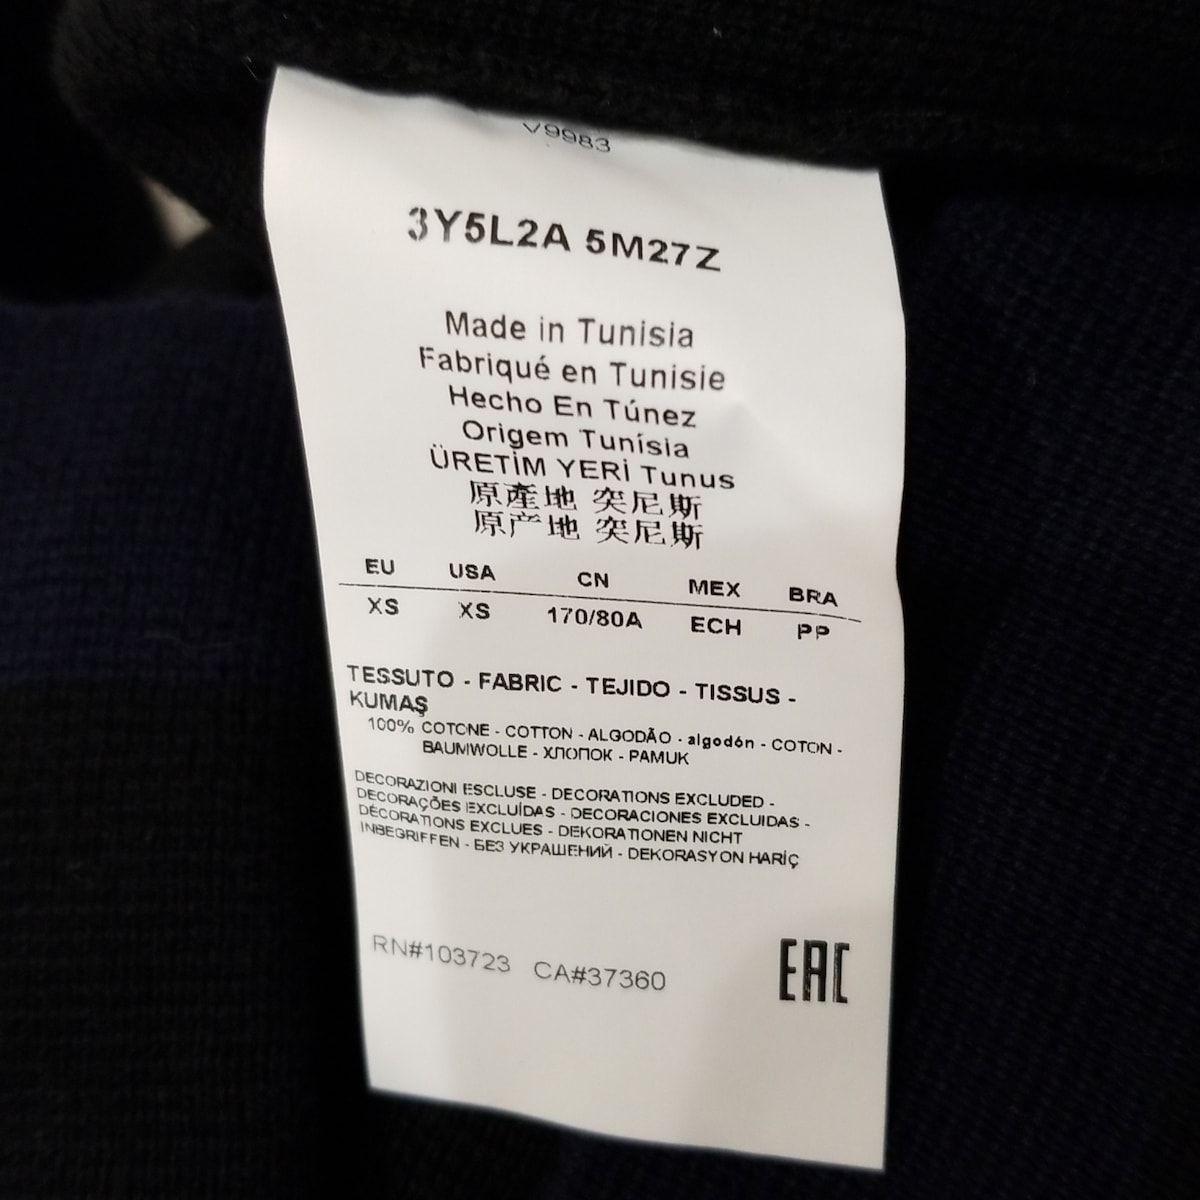 V9983
3Y5L2A 5M27Z
Made in Tunisia
Fabriqué en Tunisie
Hecho En Túnez
Origem Tunísia
ÜRETİM YERİ Tunus
原產地 突尼斯
原产地 突尼斯
EU USA CN MEX BRA
XS XS 170/80A ECH PP
TESSUTO - FABRIC - TEJIDO - TISSUS -
KUMAŞ
100% COTONE - COTTON - ALGODÃO - algodón - COTON -
BAUMWOLLE - ХЛОПОК - PAMUK
DECORAZIONI ESCLUSE - DECORATIONS EXCLUDED -
DECORAÇÕES EXCLUÍDAS - DECORACIONES EXCLUIDAS -
DÉCORATIONS EXCLUES - DEKORATIONEN NICHT
INBEGRIFFEN - БЕЗ УКРАШЕНИЙ - DEKORASYON HARİÇ
RN#103723 CA#37360
EAC